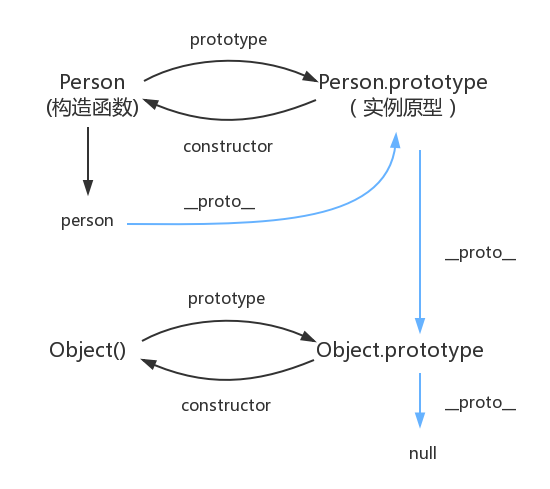 prototype
Person
(构造函数)
Person.prototype
( 实例原型 )
constructor
__proto__
person
__proto__
prototype
Object()
Object.prototype
constructor
__proto__
null